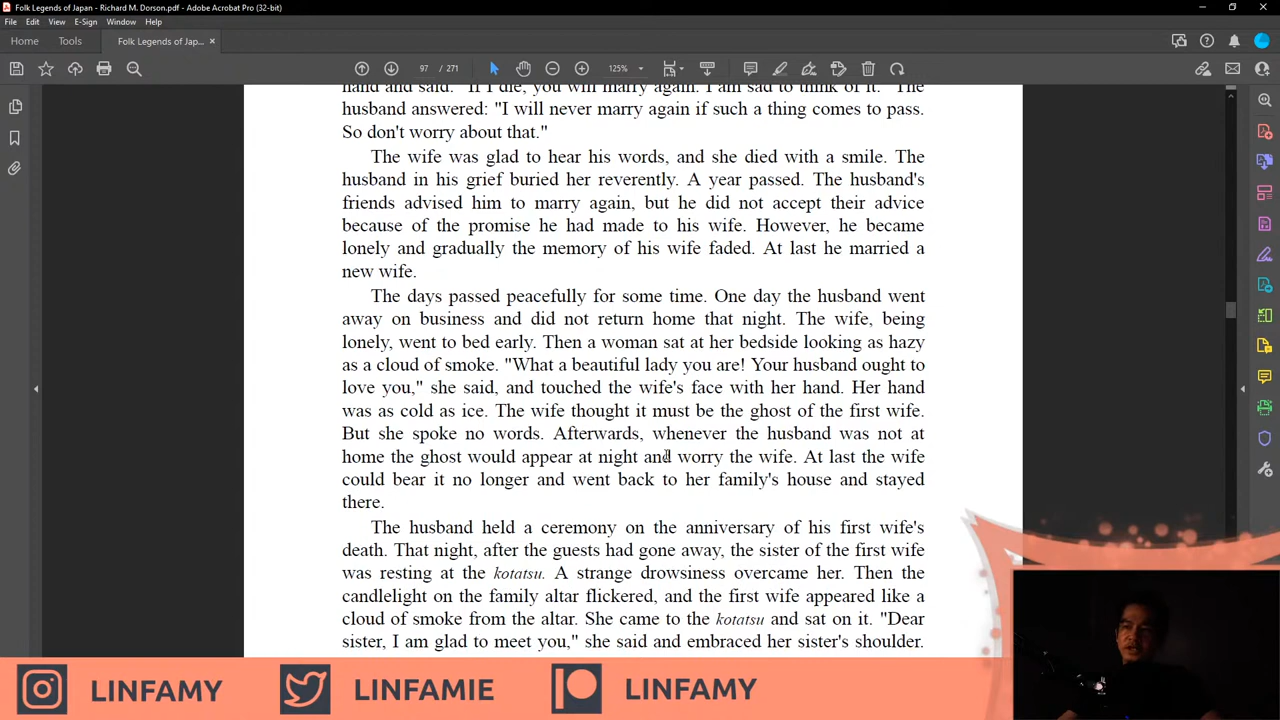 Folk Legends of Japan - Richard M. Dorson.pdf - Adobe Acrobat Pro (32-bit)
File Edit View E-Sign Window Help
Home Tools Folk Legends of Jap... ×
97 / 271 125%
hand and said: "If I die, you will marry again. I am sad to think of it." The
husband answered: "I will never marry again if such a thing comes to pass.
So don't worry about that."
The wife was glad to hear his words, and she died with a smile. The
husband in his grief buried her reverently. A year passed. The husband's
friends advised him to marry again, but he did not accept their advice
because of the promise he had made to his wife. However, he became
lonely and gradually the memory of his wife faded. At last he married a
new wife.
The days passed peacefully for some time. One day the husband went
away on business and did not return home that night. The wife, being
lonely, went to bed early. Then a woman sat at her bedside looking as hazy
as a cloud of smoke. "What a beautiful lady you are! Your husband ought to
love you," she said, and touched the wife's face with her hand. Her hand
was as cold as ice. The wife thought it must be the ghost of the first wife.
But she spoke no words. Afterwards, whenever the husband was not at
home the ghost would appear at night and worry the wife. At last the wife
could bear it no longer and went back to her family's house and stayed
there.
The husband held a ceremony on the anniversary of his first wife's
death. That night, after the guests had gone away, the sister of the first wife
was resting at the kotatsu. A strange drowsiness overcame her. Then the
candlelight on the family altar flickered, and the first wife appeared like a
cloud of smoke from the altar. She came to the kotatsu and sat on it. "Dear
sister, I am glad to meet you," she said and embraced her sister's shoulder.
LINFAMY LINFAMIE LINFAMY